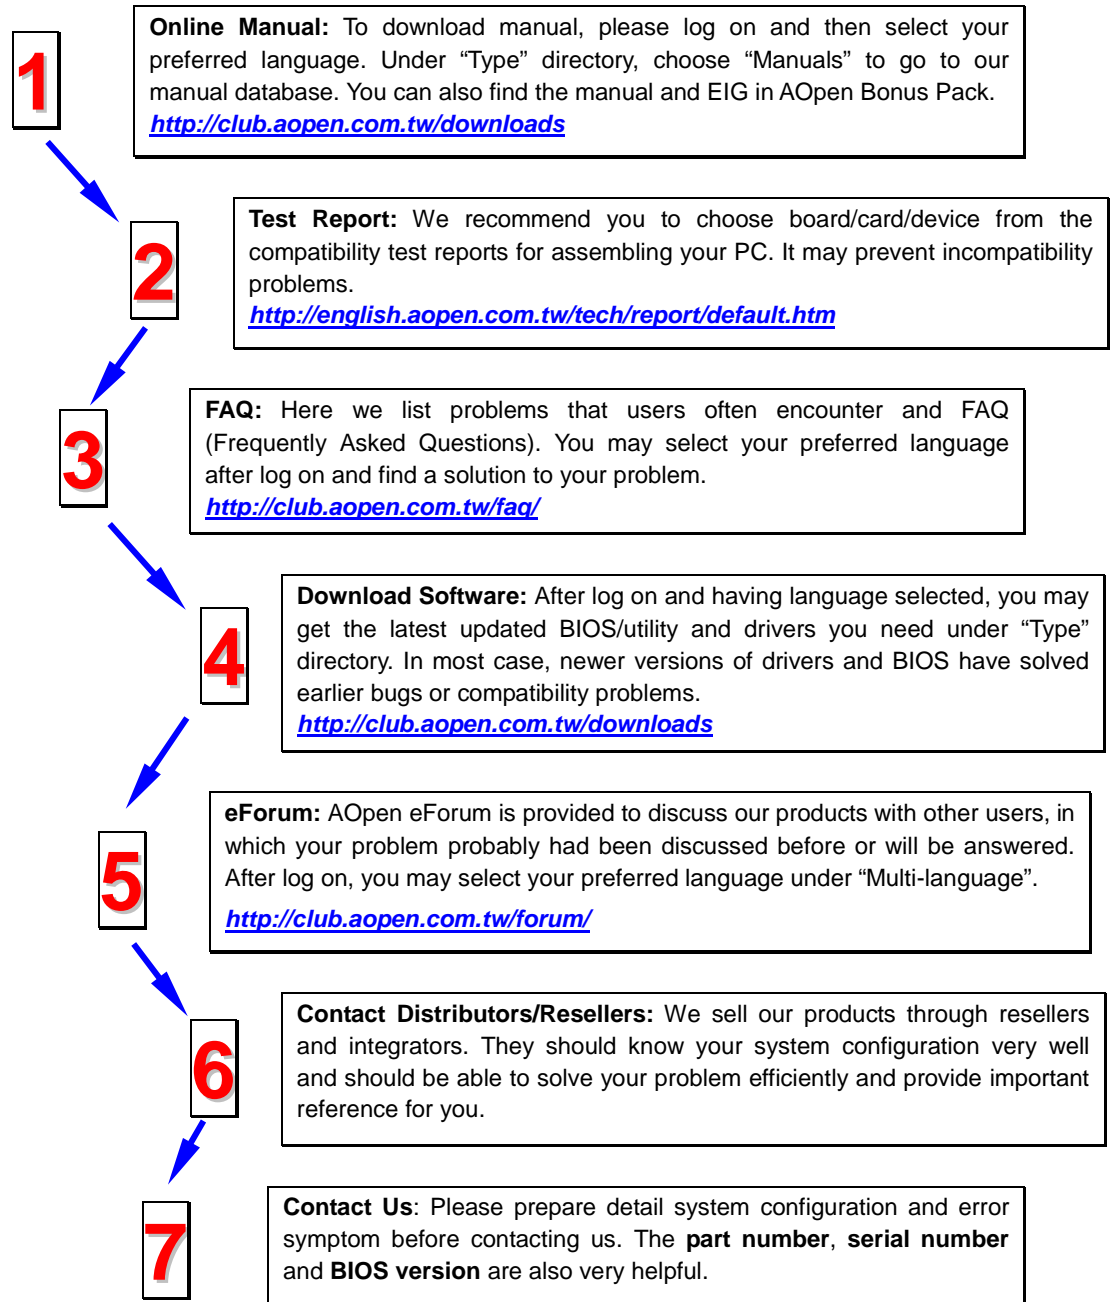 1
Online Manual: To download manual, please log on and then select your
preferred language. Under “Type” directory, choose “Manuals” to go to our
manual database. You can also find the manual and EIG in AOpen Bonus Pack.
http://club.aopen.com.tw/downloads
2
Test Report: We recommend you to choose board/card/device from the
compatibility test reports for assembling your PC. It may prevent incompatibility
problems.
http://english.aopen.com.tw/tech/report/default.htm
3
FAQ: Here we list problems that users often encounter and FAQ
(Frequently Asked Questions). You may select your preferred language
after log on and find a solution to your problem.
http://club.aopen.com.tw/faq/
4
Download Software: After log on and having language selected, you may
get the latest updated BIOS/utility and drivers you need under “Type”
directory. In most case, newer versions of drivers and BIOS have solved
earlier bugs or compatibility problems.
http://club.aopen.com.tw/downloads
5
eForum: AOpen eForum is provided to discuss our products with other users, in
which your problem probably had been discussed before or will be answered.
After log on, you may select your preferred language under “Multi-language”.
http://club.aopen.com.tw/forum/
6
Contact Distributors/Resellers: We sell our products through resellers
and integrators. They should know your system configuration very well
and should be able to solve your problem efficiently and provide important
reference for you.
7
Contact Us: Please prepare detail system configuration and error
symptom before contacting us. The part number, serial number
and BIOS version are also very helpful.